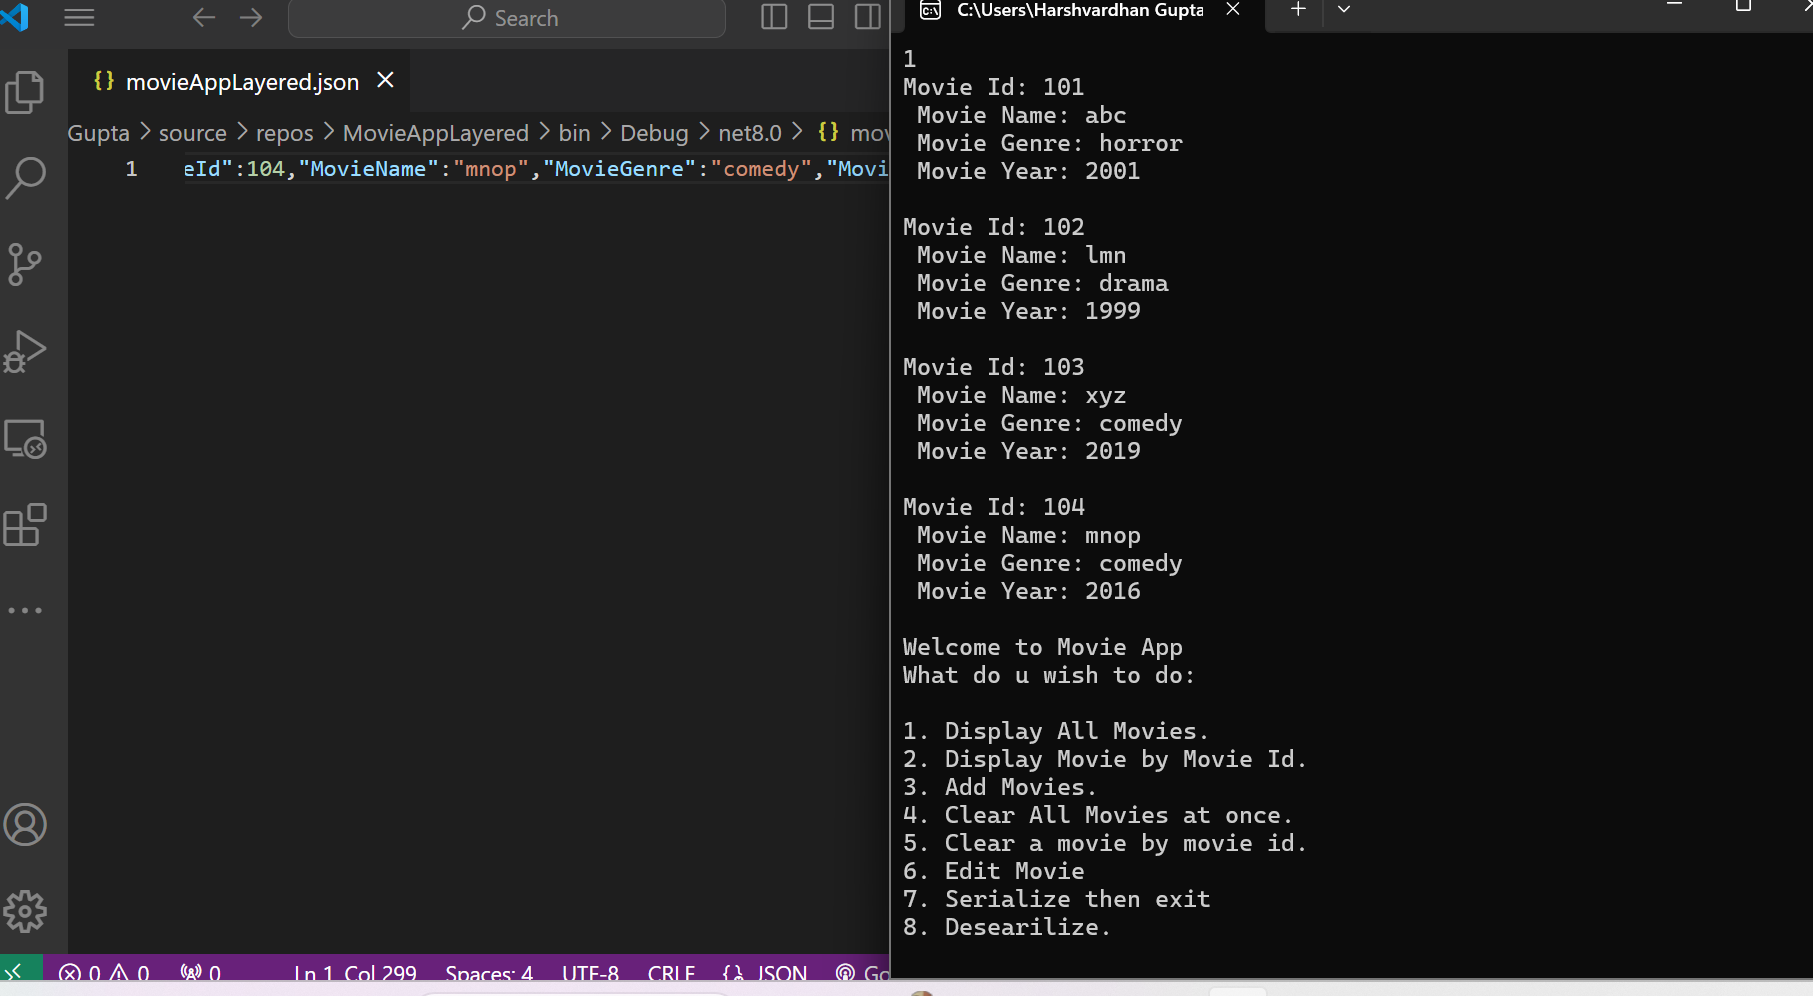 Search
movieAppLayered.json
Gupta > source > repos > MovieAppLayered > bin > Debug > net8.0 > {} mov
1 eId":104,"MovieName":"mnop","MovieGenre":"comedy","Movi
0 0 0 Ln 1, Col 299 Spaces: 4 UTF-8 CRLF JSON Go
C:\Users\Harshvardhan Gupta
1
Movie Id: 101
Movie Name: abc
Movie Genre: horror
Movie Year: 2001
Movie Id: 102
Movie Name: lmn
Movie Genre: drama
Movie Year: 1999
Movie Id: 103
Movie Name: xyz
Movie Genre: comedy
Movie Year: 2019
Movie Id: 104
Movie Name: mnop
Movie Genre: comedy
Movie Year: 2016
Welcome to Movie App
What do u wish to do:
1. Display All Movies.
2. Display Movie by Movie Id.
3. Add Movies.
4. Clear All Movies at once.
5. Clear a movie by movie id.
6. Edit Movie
7. Serialize then exit
8. Desearilize.